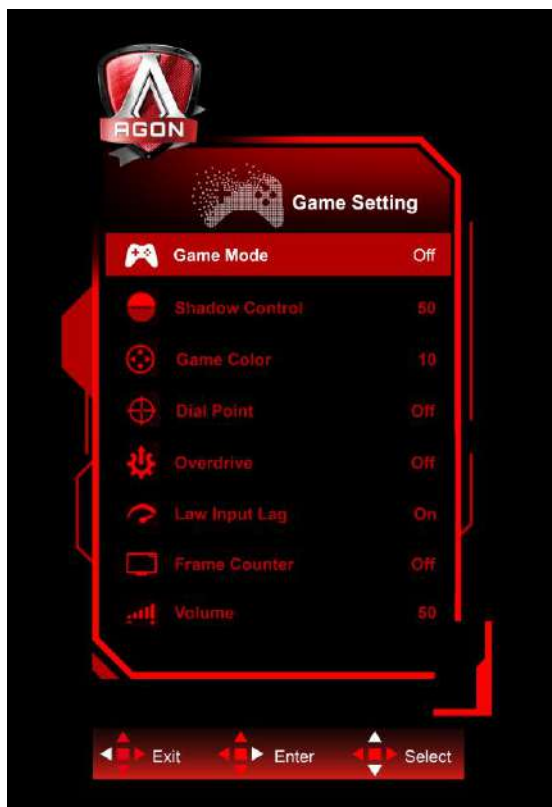 AGON
Game Setting
Game Mode Off
Shadow Control 50
Game Color 10
Dial Point Off
Overdrive Off
Law Input Lag On
Frame Counter Off
Volume 50
Exit Enter Select